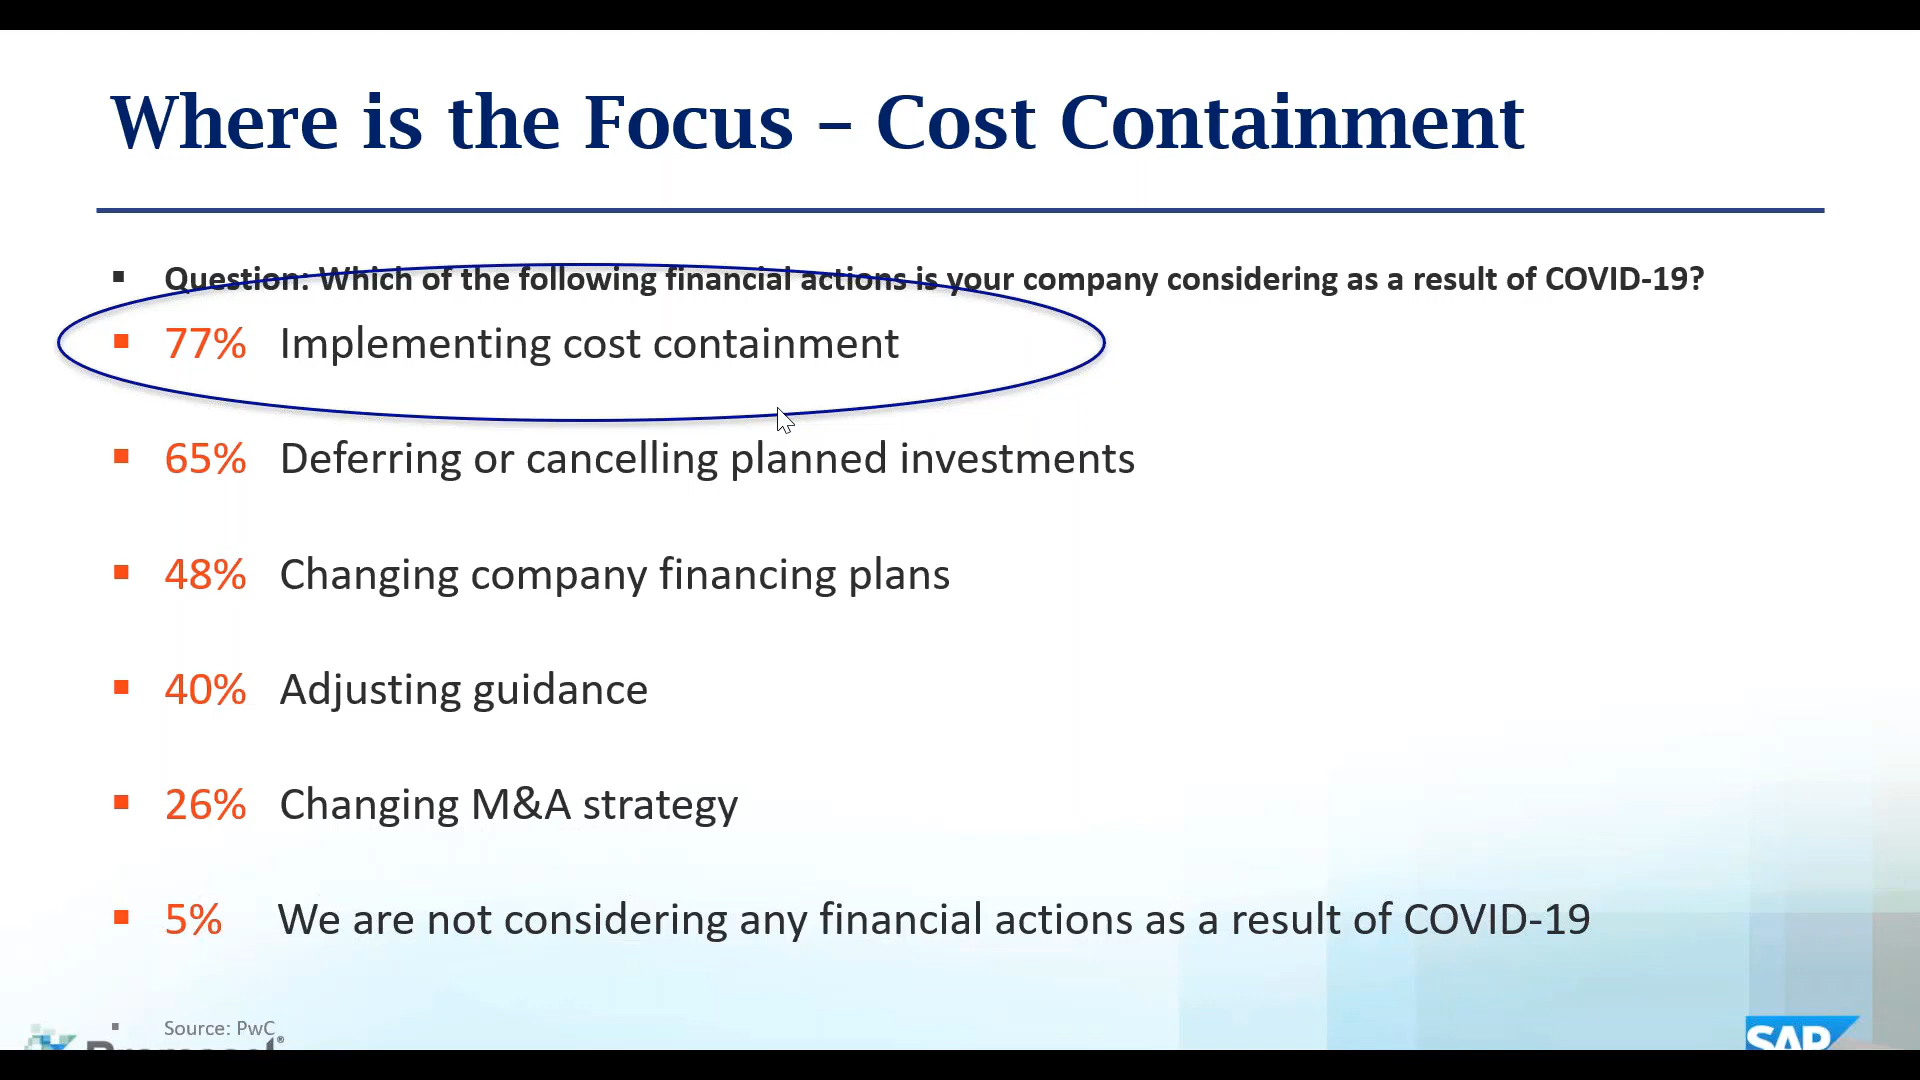 Where is the Focus – Cost Containment
▪ Question: Which of the following financial actions is your company considering as a result of COVID-19?
▪ 77% Implementing cost containment
▪ 65% Deferring or cancelling planned investments
▪ 48% Changing company financing plans
▪ 40% Adjusting guidance
▪ 26% Changing M&A strategy
▪ 5% We are not considering any financial actions as a result of COVID-19
▪ Source: PwC
SAP